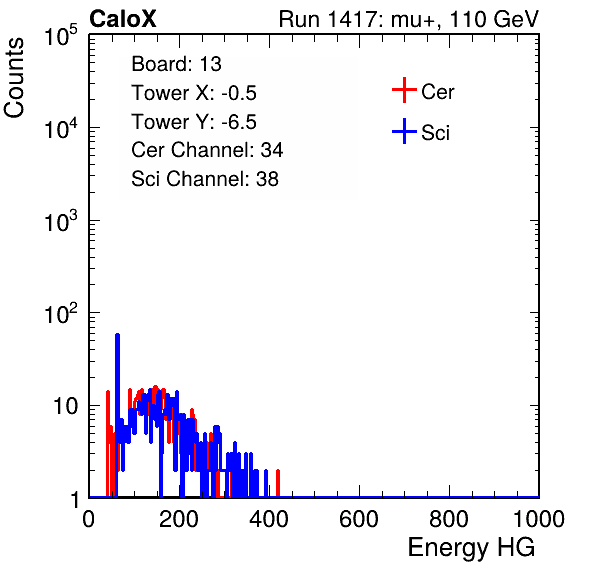 CaloX Run 1417: mu+, 110 GeV
Counts
Board: 13
Tower X: -0.5
Tower Y: -6.5
Cer Channel: 34
Sci Channel: 38
Cer
Sci
10^5
10^4
10^3
10^2
10
1
0 200 400 600 800 1000
Energy HG